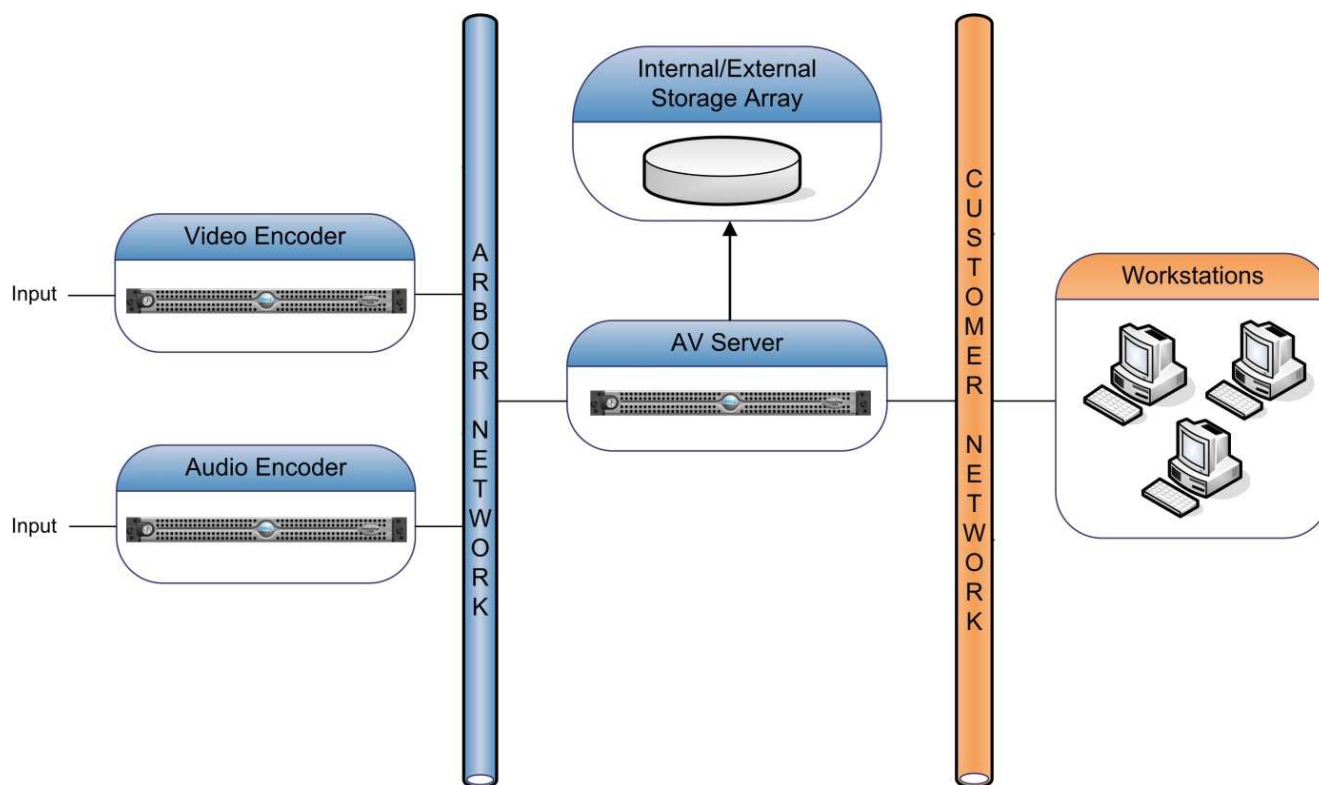 Internal/External
Storage Array
Video Encoder
Input
Audio Encoder
Input
ARBOR NETWORK
AV Server
CUSTOMER NETWORK
Workstations